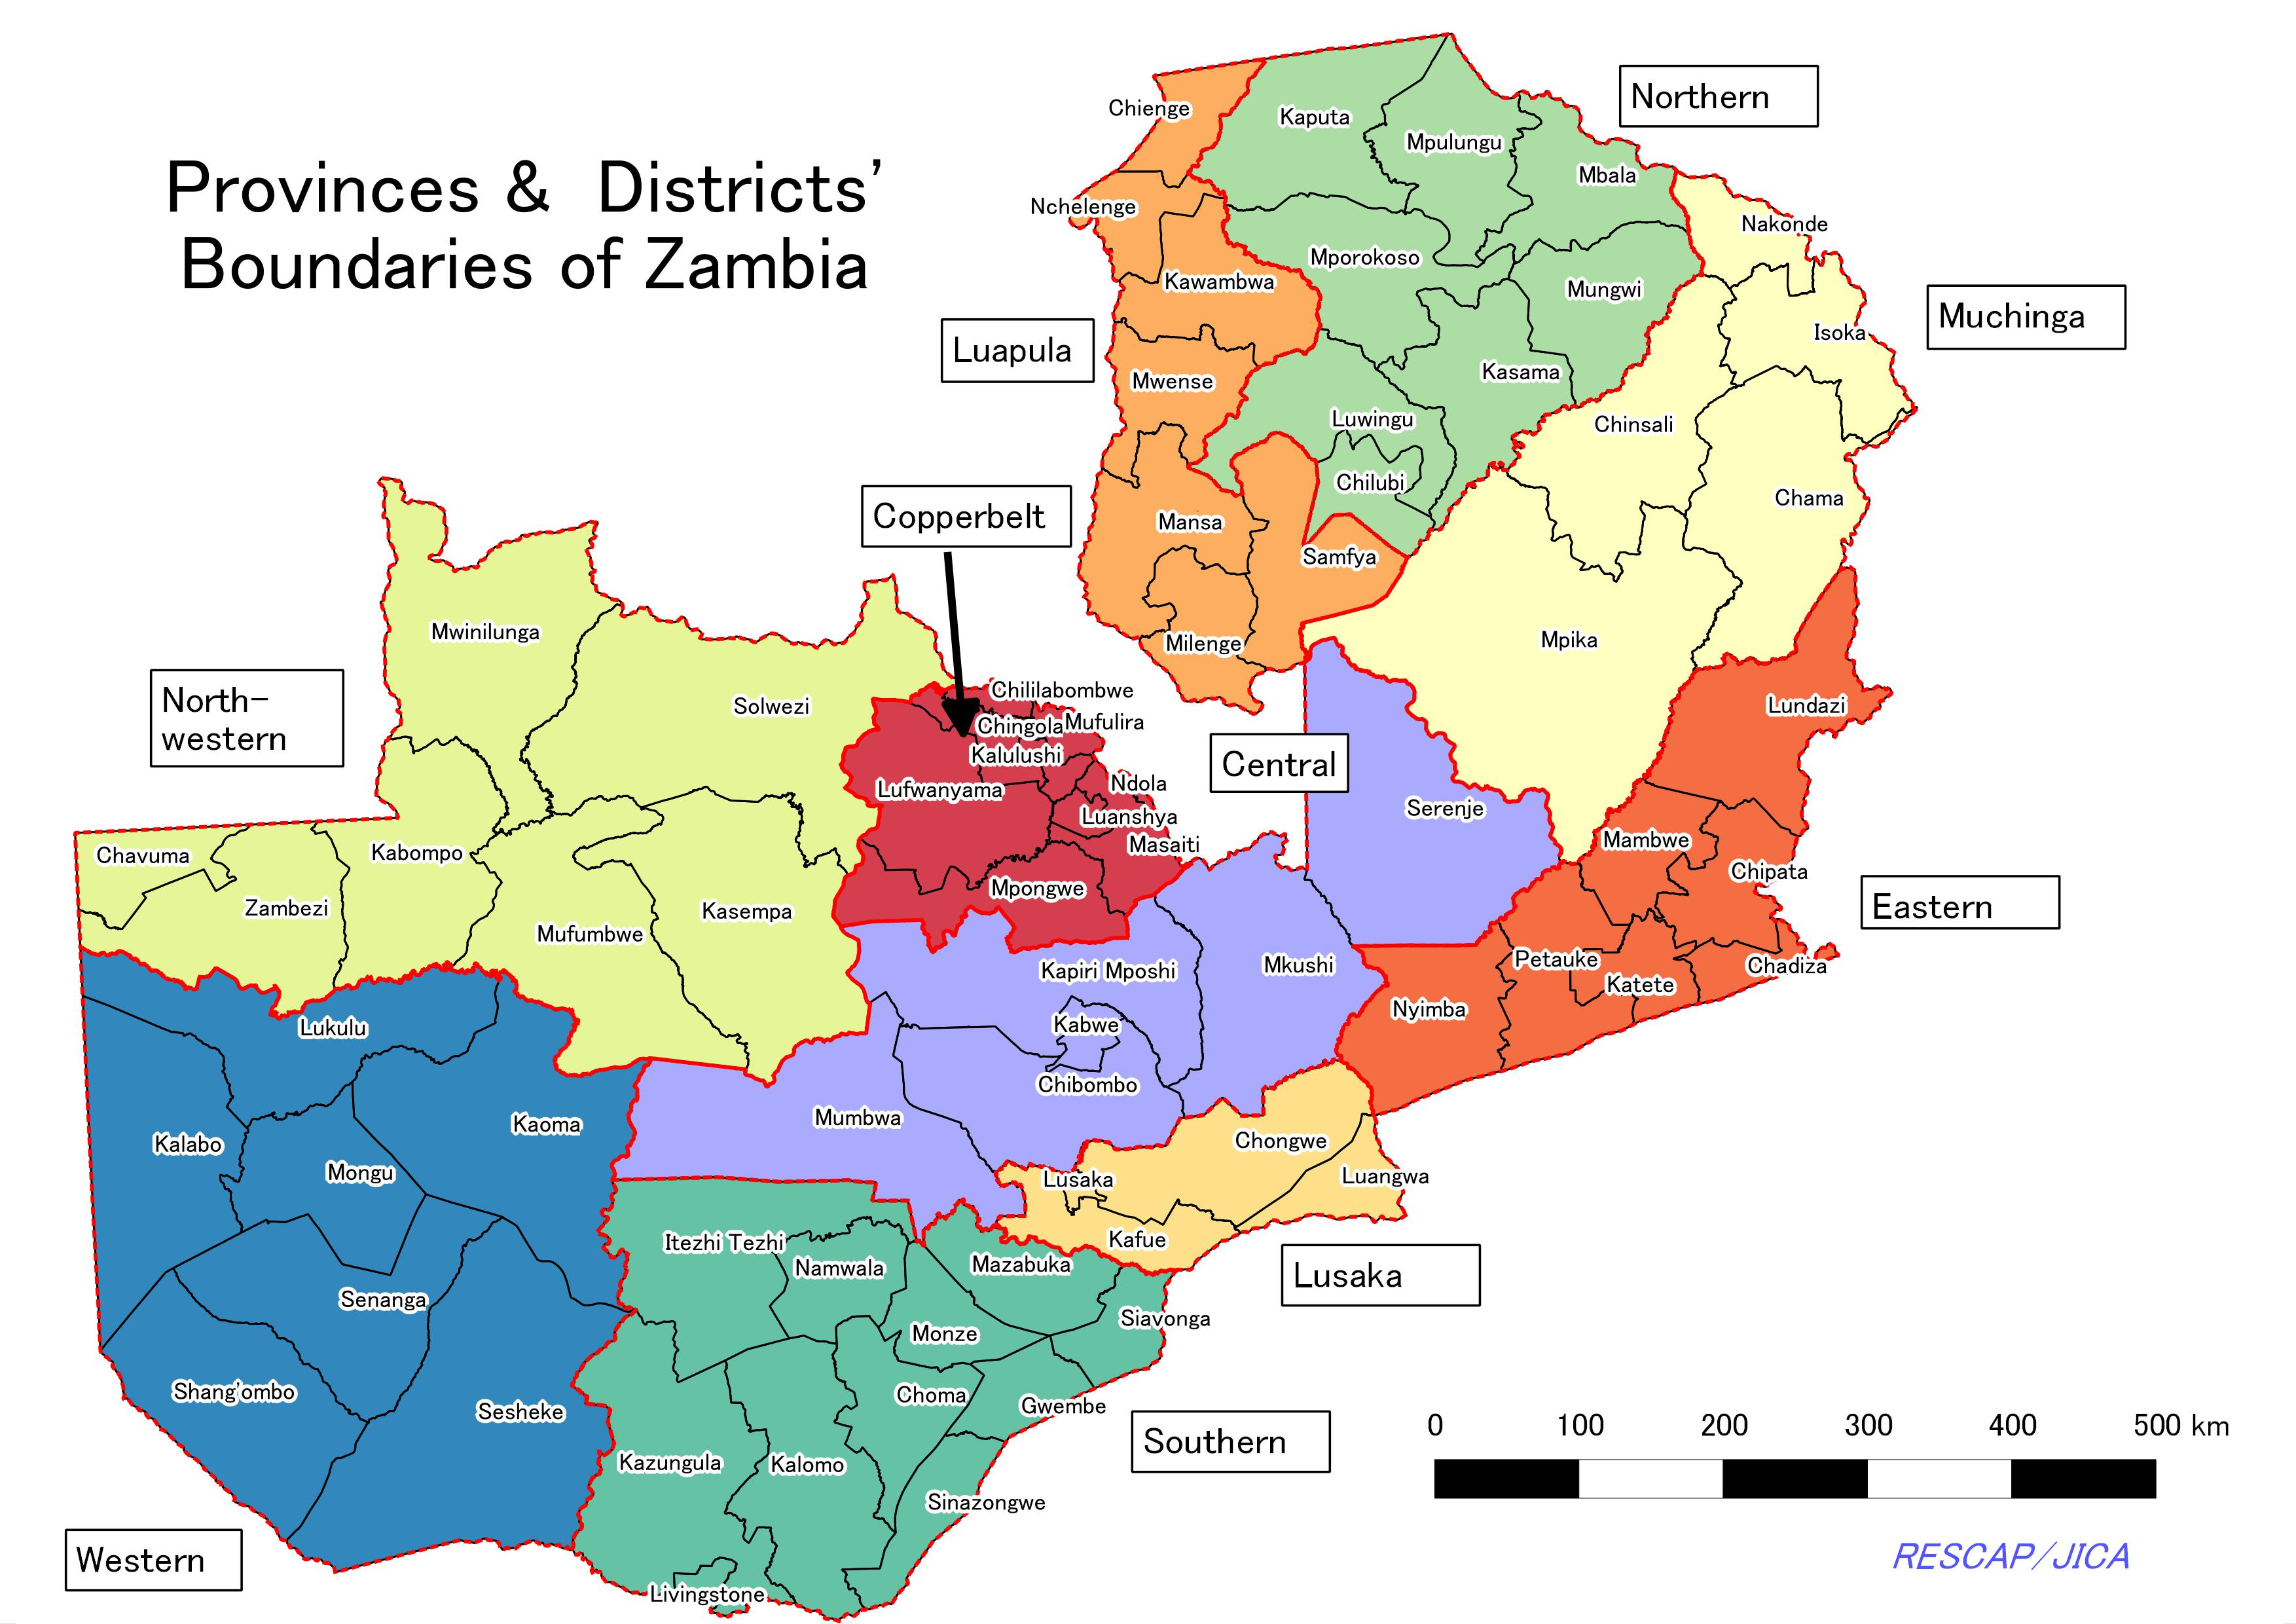 Provinces & Districts'
Boundaries of Zambia
Northern
Chienge
Kaputa
Mpulungu
Mbala
Nchelenge
Nakonde
Mporokoso
Kawambwa
Mungwi
Muchinga
Isoka
Luapula
Mwense
Kasama
Luwingu
Chinsali
Chilubi
Chama
Copperbelt
Mansa
Samfya
Mwinilunga
Mpika
Milenge
North-
western
Solwezi
Chililabombwe
Lundazi
Chingola
Mufulira
Kalulushi
Central
Lufwanyama
Ndola
Serenje
Luanshya
Mambwe
Masaiti
Chavuma
Kabompo
Chipata
Mpongwe
Zambezi
Kasempa
Eastern
Mufumbwe
Petauke
Mkushi
Chadiza
Kapiri Mposhi
Katete
Nyimba
Lukulu
Kabwe
Chibombo
Mumbwa
Kaoma
Chongwe
Kalabo
Mongu
Lusaka
Luangwa
Kafue
Itezhi Tezhi
Namwala
Mazabuka
Lusaka
Senanga
Siavonga
Monze
Shang'ombo
Choma
Gwembe
Sesheke
0 100 200 300 400 500 km
Southern
Kazungula
Kalomo
Sinazongwe
RESCAP/JICA
Western
Livingstone